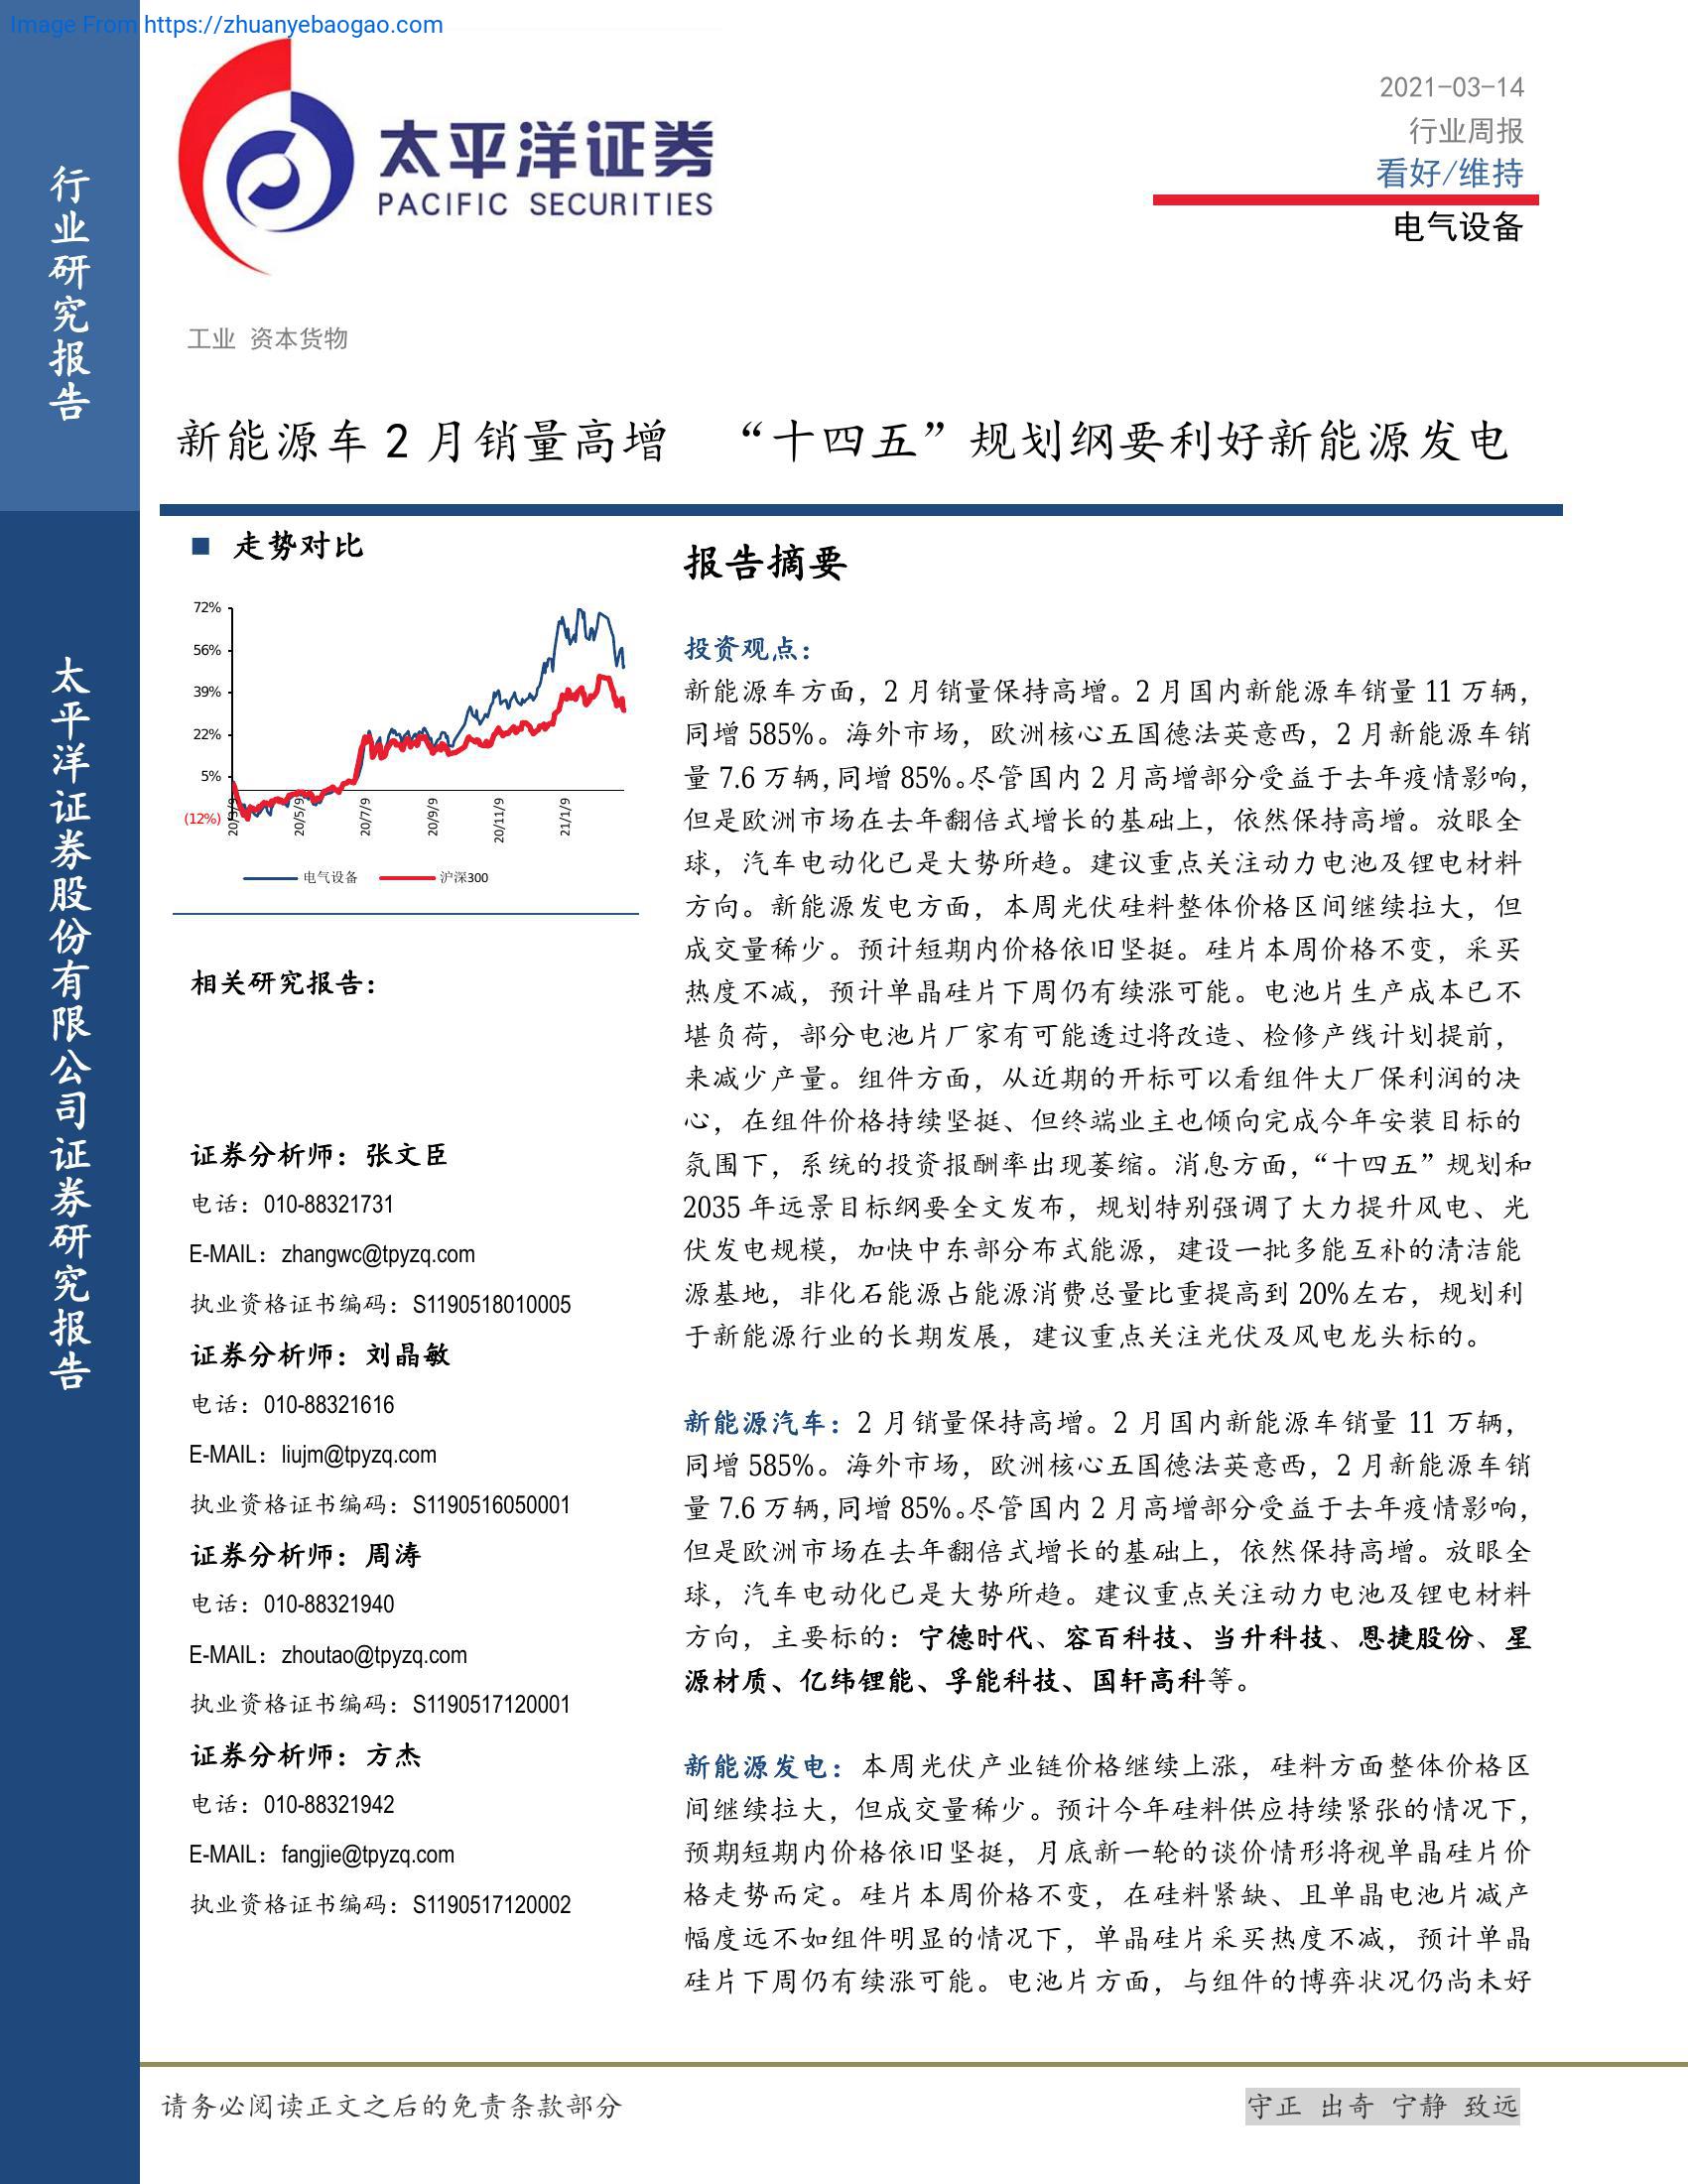 Image From https://zhuanyebaogao.com
行业研究报告
太平洋证券股份有限公司证券研究报告
太平洋证券
PACIFIC SECURITIES
2021-03-14
行业周报
看好/维持
电气设备
工业 资本货物
新能源车 2 月销量高增 “十四五”规划纲要利好新能源发电
■ 走势对比
72%
56%
39%
22%
5%
(12%)
20/3/9
20/5/9
20/7/9
20/9/9
20/11/9
21/1/9
电气设备 沪深300
相关研究报告：
证券分析师：张文臣
电话：010-88321731
E-MAIL：zhangwc@tpyzq.com
执业资格证书编码：S1190518010005
证券分析师：刘晶敏
电话：010-88321616
E-MAIL：liujm@tpyzq.com
执业资格证书编码：S1190516050001
证券分析师：周涛
电话：010-88321940
E-MAIL：zhoutao@tpyzq.com
执业资格证书编码：S1190517120001
证券分析师：方杰
电话：010-88321942
E-MAIL：fangjie@tpyzq.com
执业资格证书编码：S1190517120002
报告摘要
投资观点：
新能源车方面，2 月销量保持高增。2 月国内新能源车销量 11 万辆，
同增 585%。海外市场，欧洲核心五国德法英意西，2 月新能源车销
量 7.6 万辆，同增 85%。尽管国内 2 月高增部分受益于去年疫情影响，
但是欧洲市场在去年翻倍式增长的基础上，依然保持高增。放眼全
球，汽车电动化已是大势所趋。建议重点关注动力电池及锂电材料
方向。新能源发电方面，本周光伏硅料整体价格区间继续拉大，但
成交量稀少。预计短期内价格依旧坚挺。硅片本周价格不变，采买
热度不减，预计单晶硅片下周仍有续涨可能。电池片生产成本已不
堪负荷，部分电池片厂家有可能透过将改造、检修产线计划提前，
来减少产量。组件方面，从近期的开标可以看组件大厂保利润的决
心，在组件价格持续坚挺、但终端业主也倾向完成今年安装目标的
氛围下，系统的投资报酬率出现萎缩。消息方面，“十四五”规划和
2035 年远景目标纲要全文发布，规划特别强调了大力提升风电、光
伏发电规模，加快中东部分布式能源，建设一批多能互补的清洁能
源基地，非化石能源占能源消费总量比重提高到 20%左右，规划利
于新能源行业的长期发展，建议重点关注光伏及风电龙头标的。
新能源汽车：2 月销量保持高增。2 月国内新能源车销量 11 万辆，
同增 585%。海外市场，欧洲核心五国德法英意西，2 月新能源车销
量 7.6 万辆，同增 85%。尽管国内 2 月高增部分受益于去年疫情影响，
但是欧洲市场在去年翻倍式增长的基础上，依然保持高增。放眼全
球，汽车电动化已是大势所趋。建议重点关注动力电池及锂电材料
方向，主要标的：宁德时代、容百科技、当升科技、恩捷股份、星
源材质、亿纬锂能、孚能科技、国轩高科等。
新能源发电：本周光伏产业链价格继续上涨，硅料方面整体价格区
间继续拉大，但成交量稀少。预计今年硅料供应持续紧张的情况下，
预期短期内价格依旧坚挺，月底新一轮的谈价情形将视单晶硅片价
格走势而定。硅片本周价格不变，在硅料紧缺、且单晶电池片减产
幅度远不如组件明显的情况下，单晶硅片采买热度不减，预计单晶
硅片下周仍有续涨可能。电池片方面，与组件的博弈状况仍尚未好
请务必阅读正文之后的免责条款部分
守正 出奇 宁静 致远